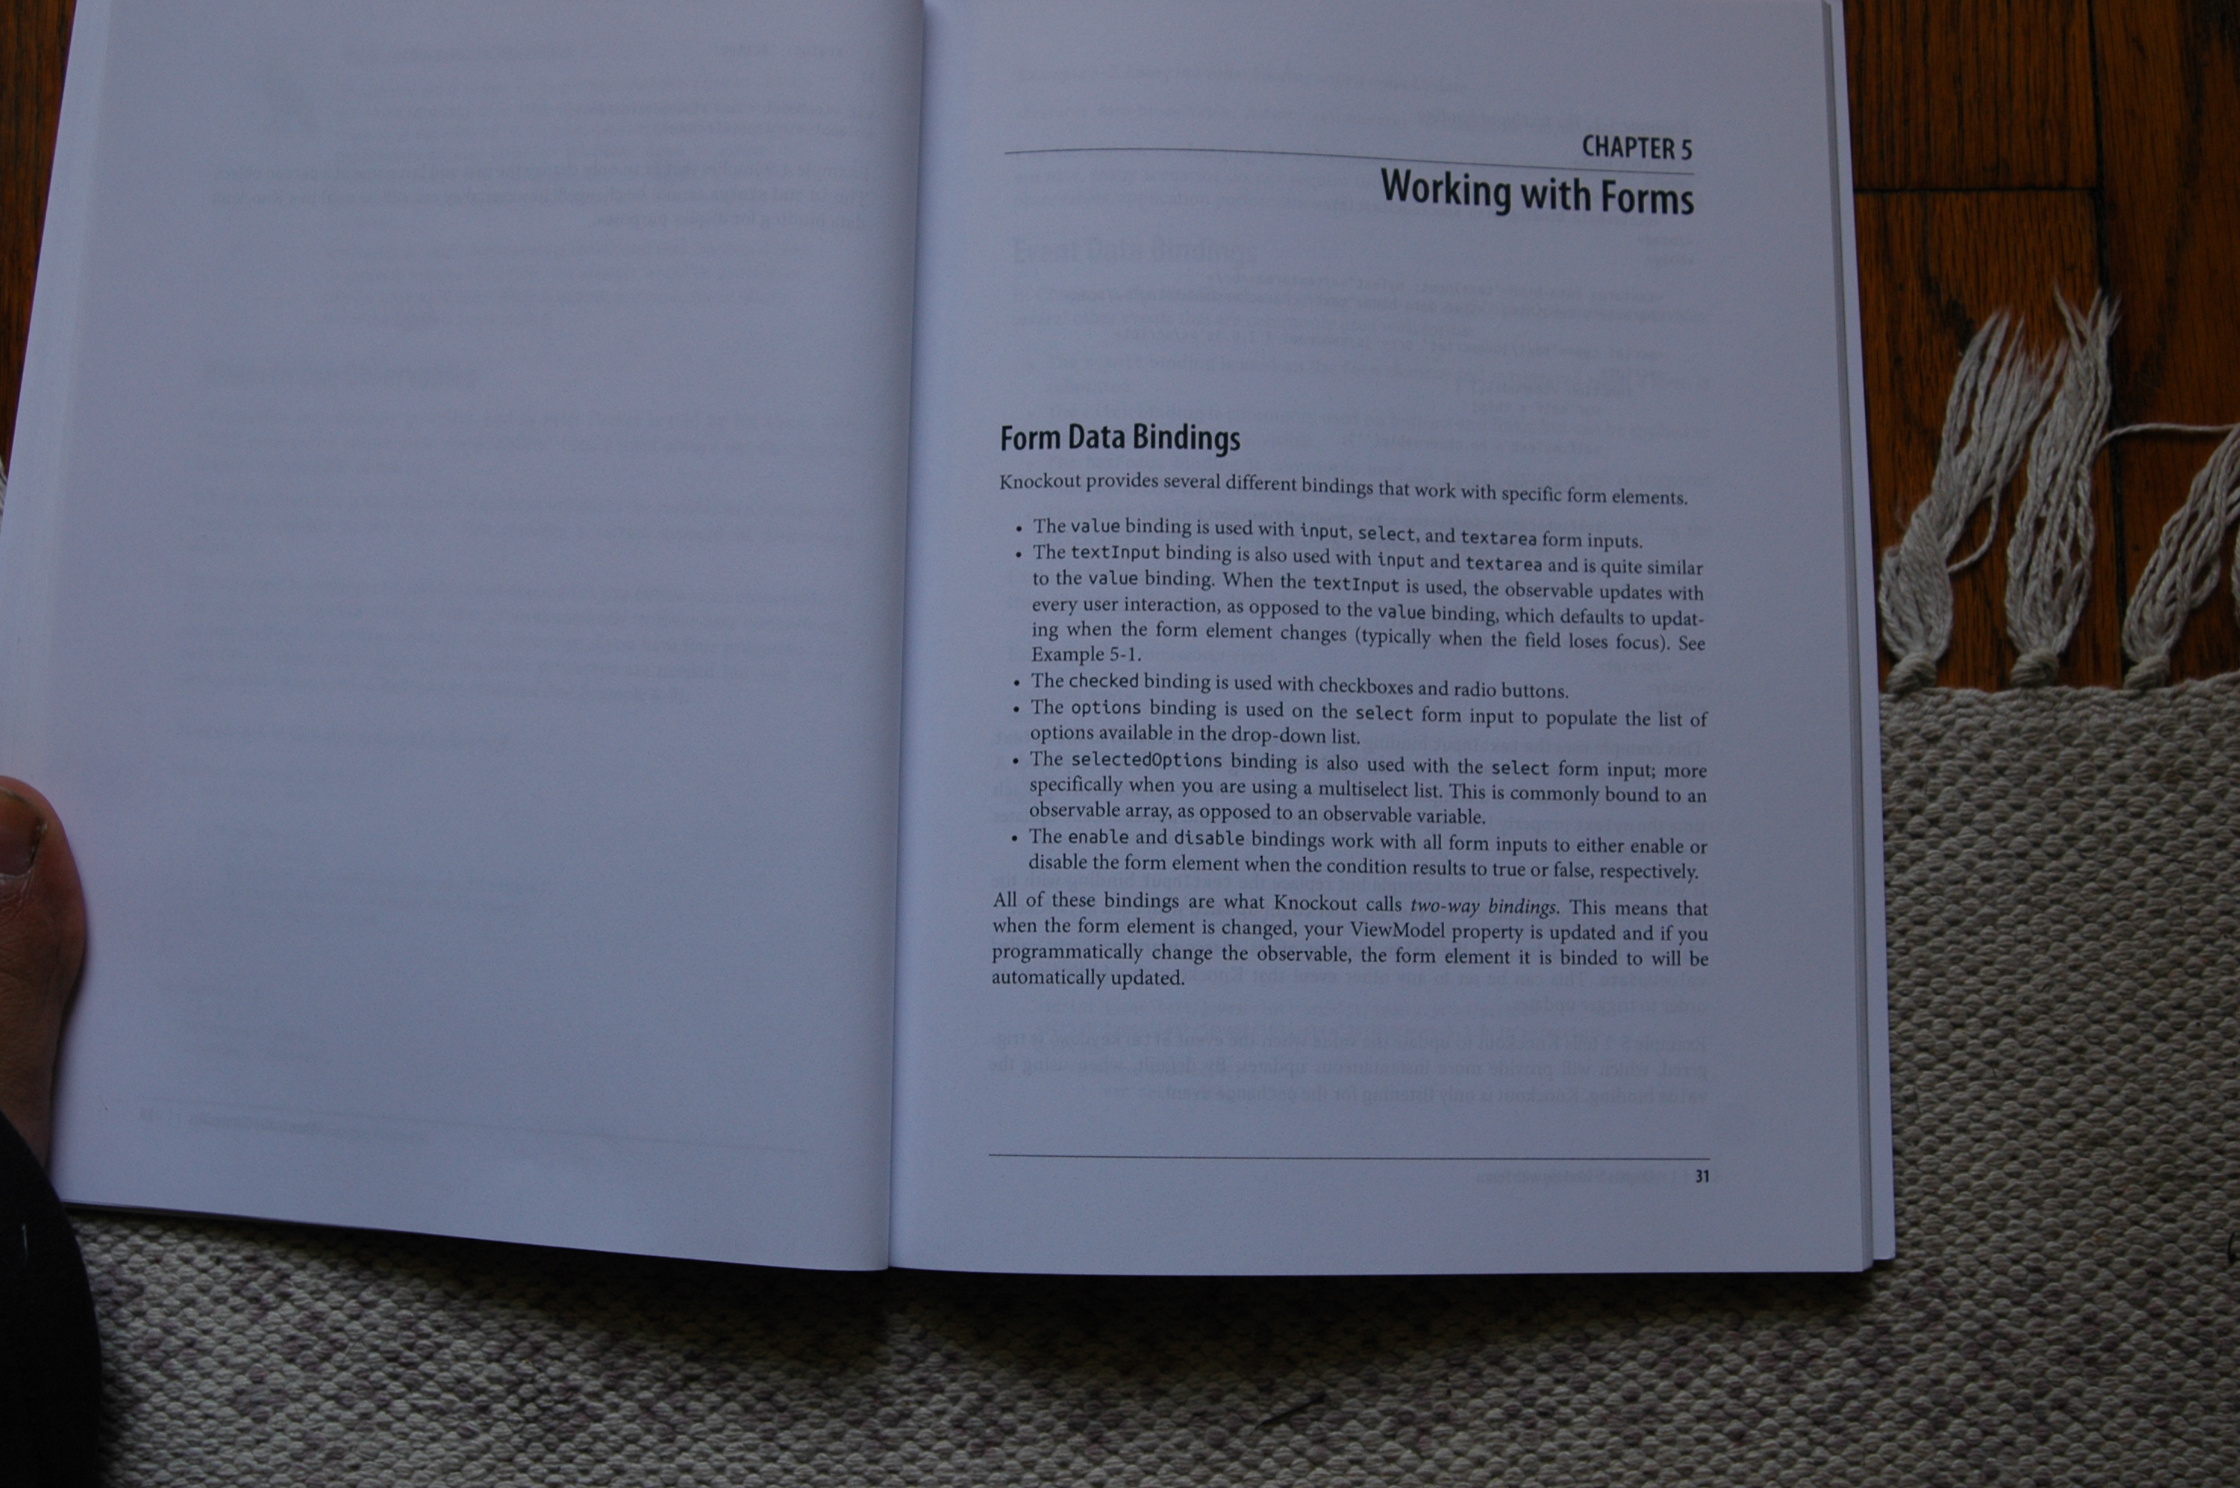 CHAPTER 5
Working with Forms
Form Data Bindings
Knockout provides several different bindings that work with specific form elements.
• The value binding is used with input, select, and textarea form inputs.
• The textInput binding is also used with input and textarea and is quite similar
to the value binding. When the textInput is used, the observable updates with
every user interaction, as opposed to the value binding, which defaults to updat-
ing when the form element changes (typically when the field loses focus). See
Example 5-1.
• The checked binding is used with checkboxes and radio buttons.
• The options binding is used on the select form input to populate the list of
options available in the drop-down list.
• The selectedOptions binding is also used with the select form input; more
specifically when you are using a multiselect list. This is commonly bound to an
observable array, as opposed to an observable variable.
• The enable and disable bindings work with all form inputs to either enable or
disable the form element when the condition results to true or false, respectively.
All of these bindings are what Knockout calls two-way bindings. This means that
when the form element is changed, your ViewModel property is updated and if you
programmatically change the observable, the form element it is binded to will be
automatically updated.
31